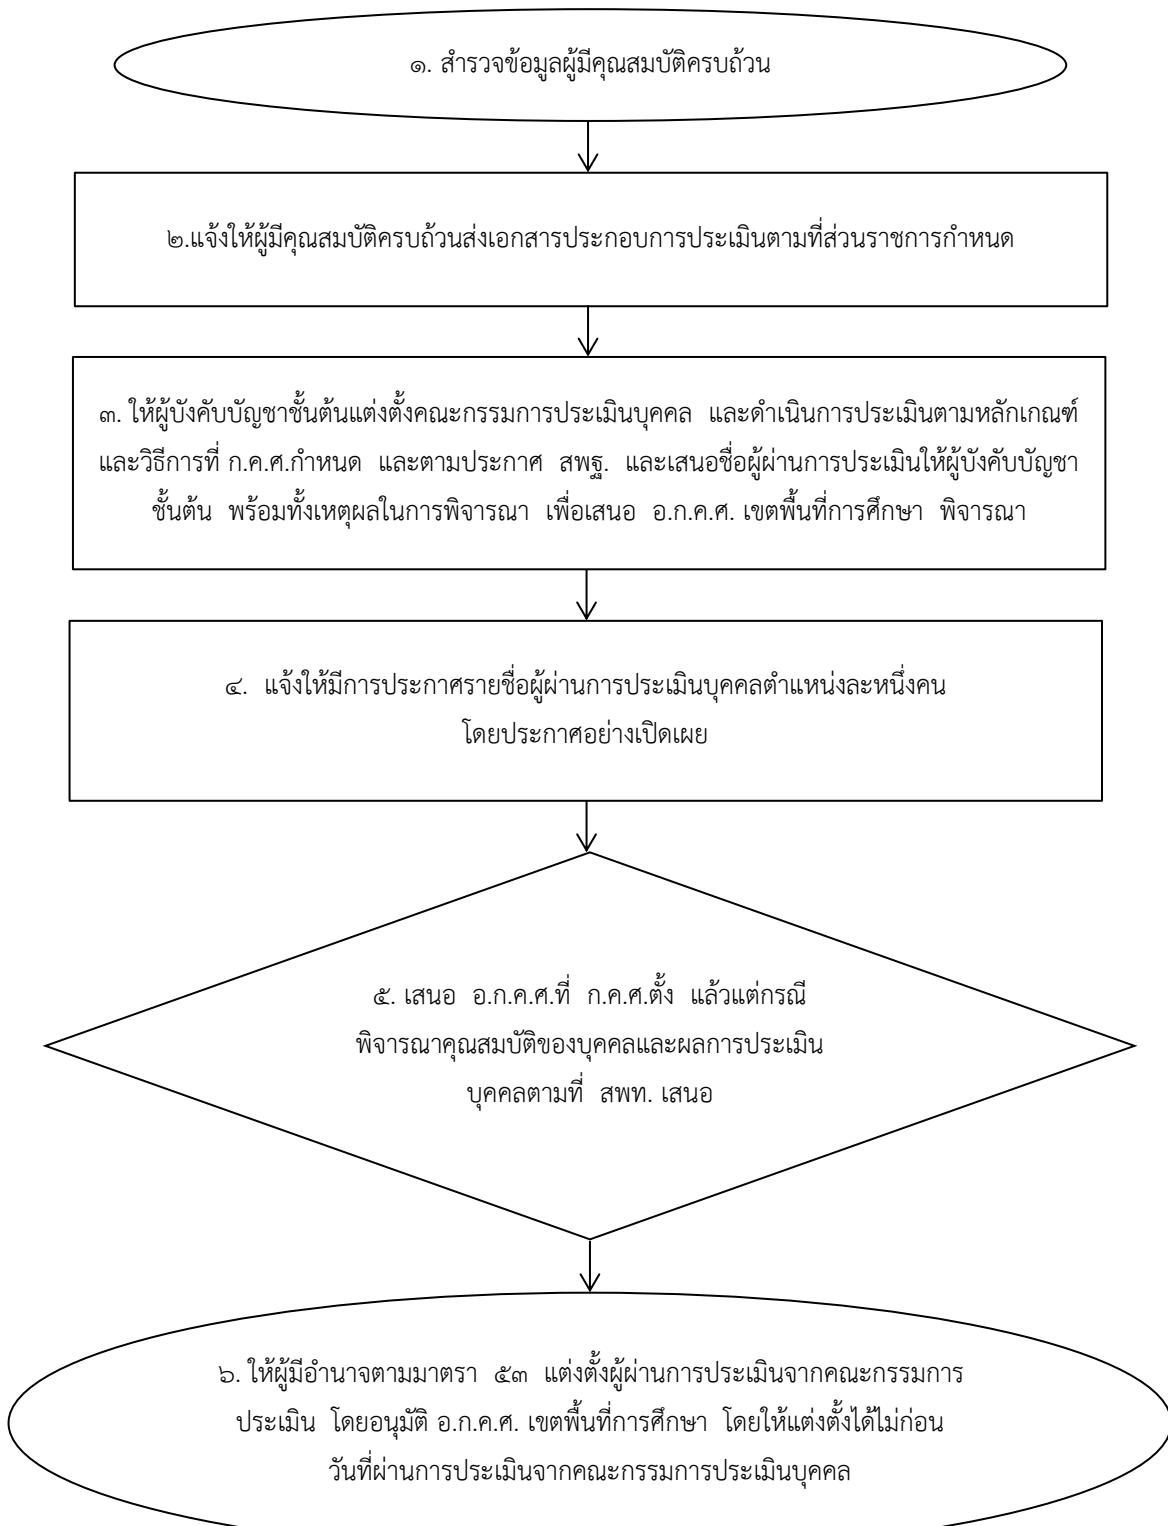 ๑. สำรวจข้อมูลผู้มีคุณสมบัติครบถ้วน
๒.แจ้งให้ผู้มีคุณสมบัติครบถ้วนส่งเอกสารประกอบการประเมินตามที่ส่วนราชการกำหนด
๓. ให้ผู้บังคับบัญชาชั้นต้นแต่งตั้งคณะกรรมการประเมินบุคคล และดำเนินการประเมินตามหลักเกณฑ์
และวิธีการที่ ก.ค.ศ.กำหนด และตามประกาศ สพฐ. และเสนอชื่อผู้ผ่านการประเมินให้ผู้บังคับบัญชา
ชั้นต้น พร้อมทั้งเหตุผลในการพิจารณา เพื่อเสนอ อ.ก.ค.ศ. เขตพื้นที่การศึกษา พิจารณา
๔. แจ้งให้มีการประกาศรายชื่อผู้ผ่านการประเมินบุคคลตำแหน่งละหนึ่งคน
โดยประกาศอย่างเปิดเผย
๕. เสนอ อ.ก.ค.ศ.ที่ ก.ค.ศ.ตั้ง แล้วแต่กรณี
พิจารณาคุณสมบัติของบุคคลและผลการประเมิน
บุคคลตามที่ สพท. เสนอ
๖. ให้ผู้มีอำนาจตามมาตรา ๕๓ แต่งตั้งผู้ผ่านการประเมินจากคณะกรรมการ
ประเมิน โดยอนุมัติ อ.ก.ค.ศ. เขตพื้นที่การศึกษา โดยให้แต่งตั้งได้ไม่ก่อน
วันที่ผ่านการประเมินจากคณะกรรมการประเมินบุคคล